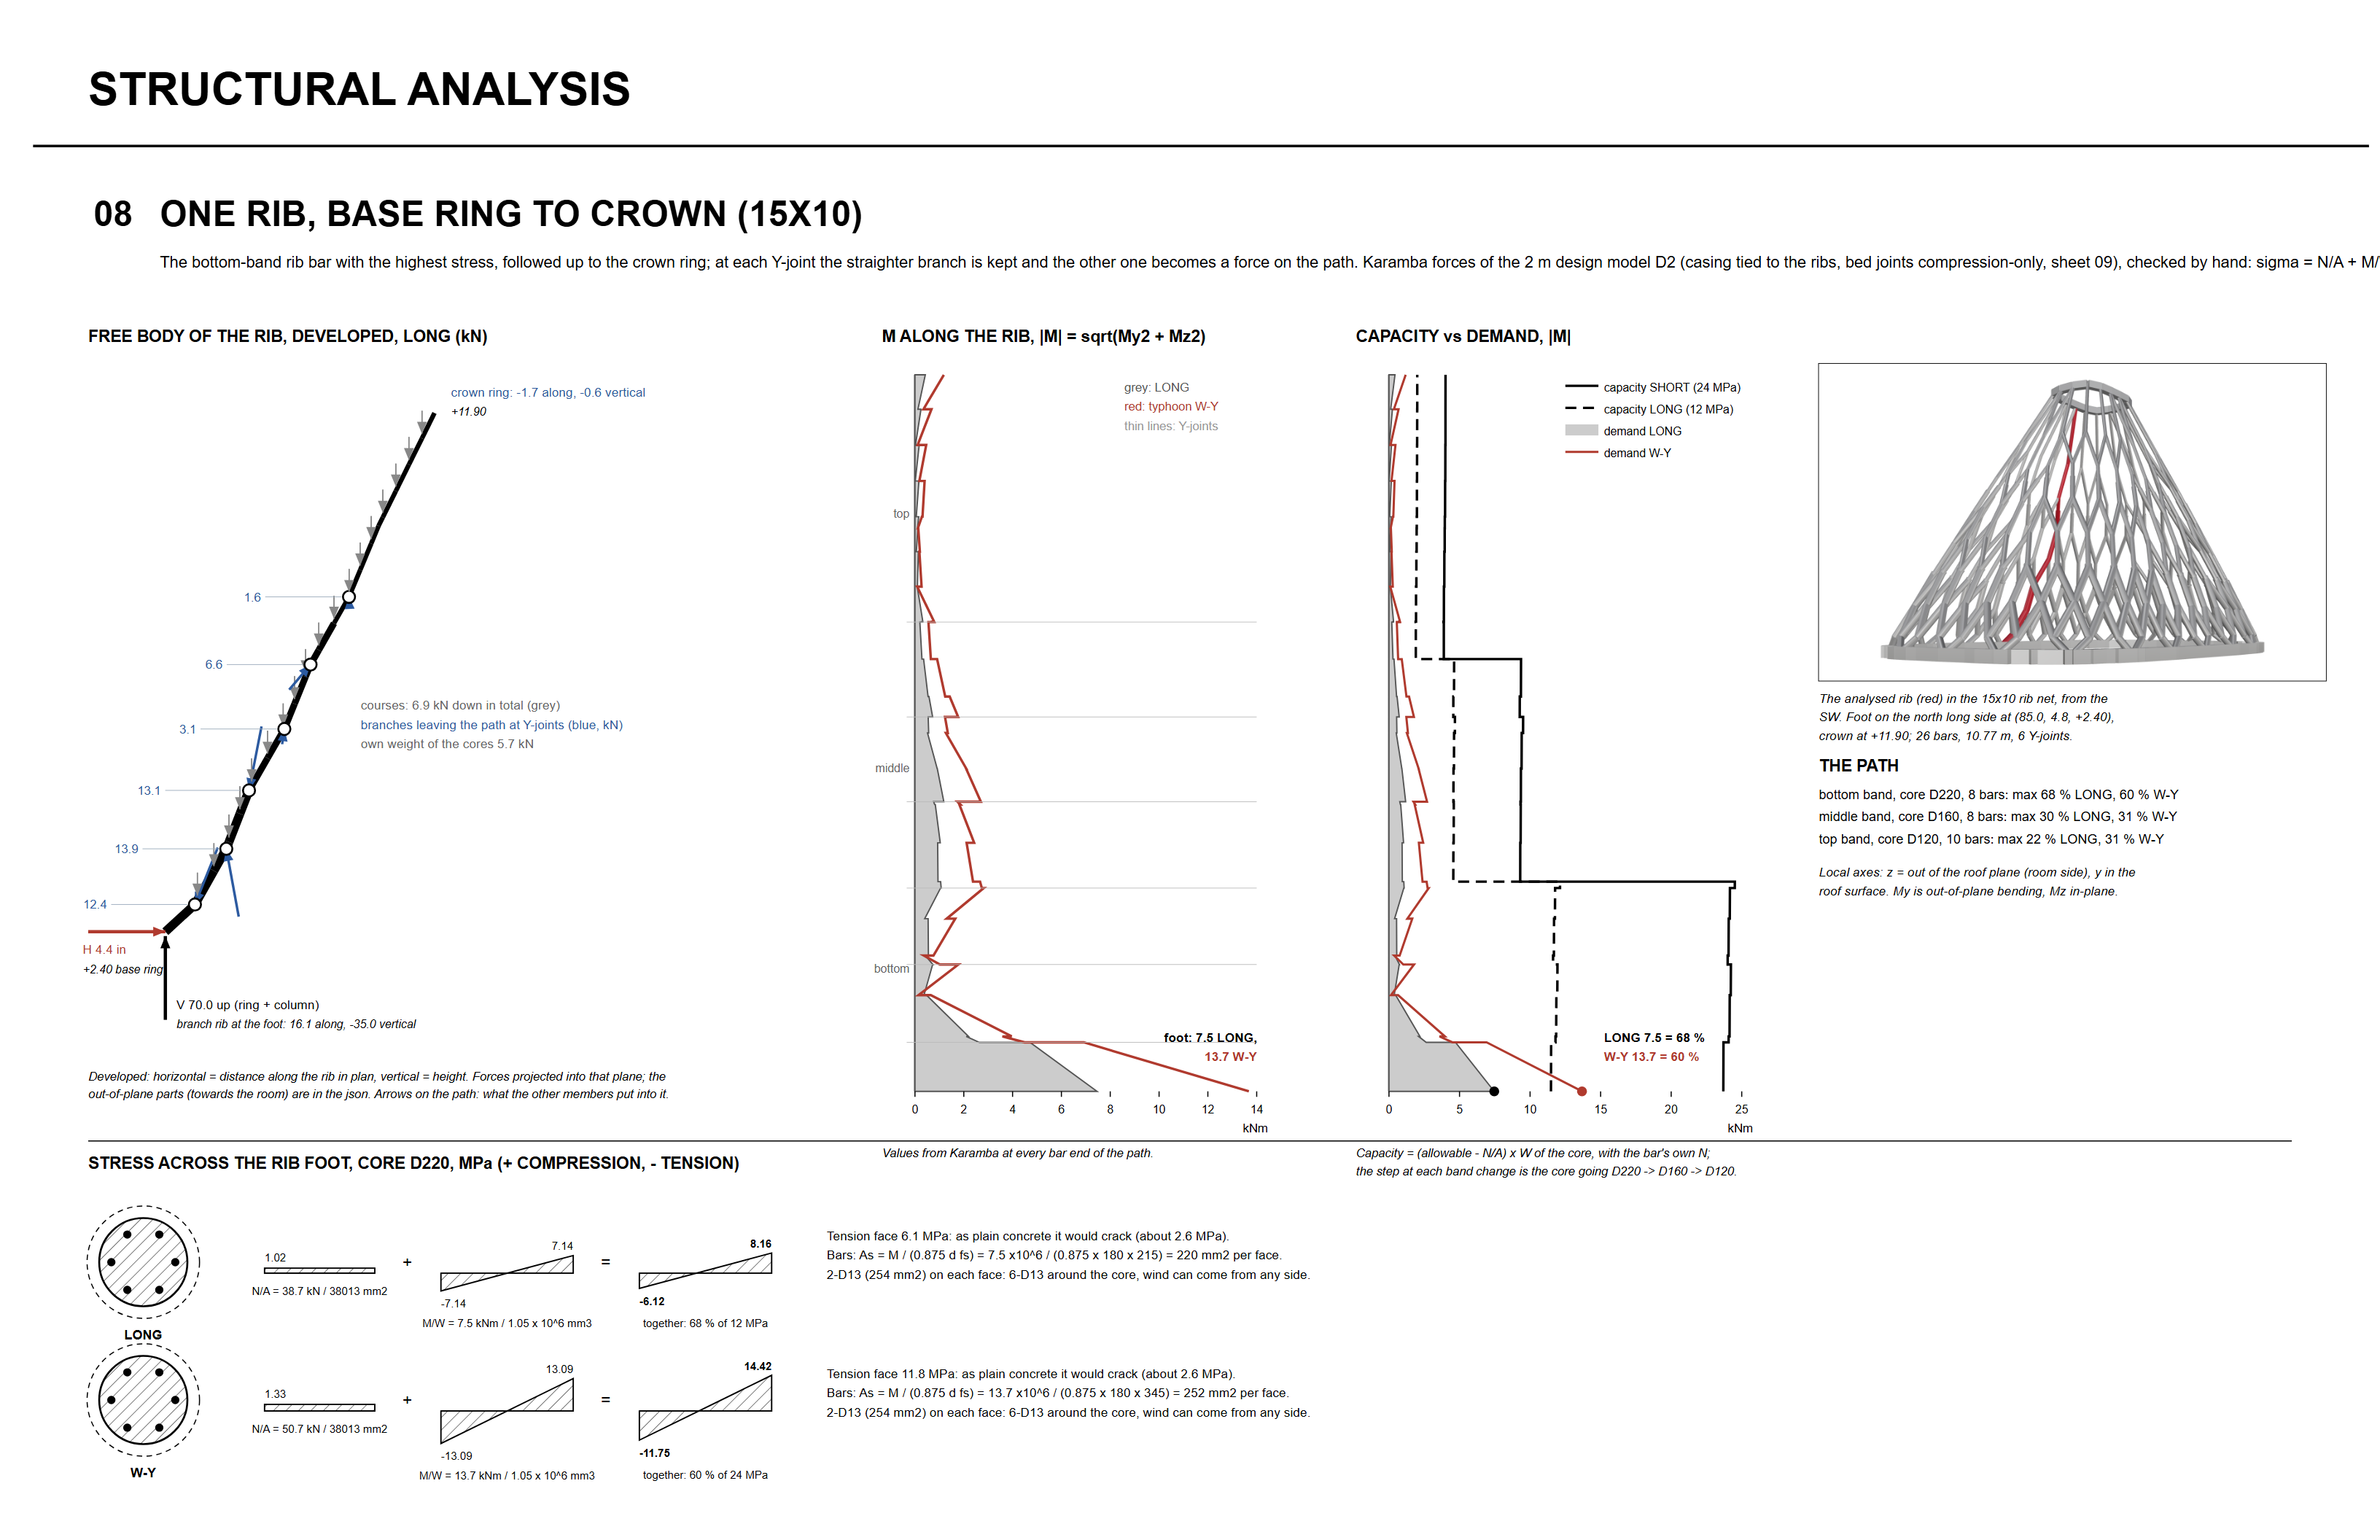 STRUCTURAL ANALYSIS
08 ONE RIB, BASE RING TO CROWN (15X10)
The bottom-band rib bar with the highest stress, followed up to the crown ring; at each Y-joint the straighter branch is kept and the other one becomes a force on the path. Karamba forces of the 2 m design model D2 (casing tied to the ribs, bed joints compression-only, sheet 09), checked by hand: sigma = N/A + M/
FREE BODY OF THE RIB, DEVELOPED, LONG (kN)
crown ring: -1.7 along, -0.6 vertical
+11.90
1.6
6.6
3.1
13.1
13.9
12.4
courses: 6.9 kN down in total (grey)
branches leaving the path at Y-joints (blue, kN)
own weight of the cores 5.7 kN
H 4.4 in
+2.40 base ring
V 70.0 up (ring + column)
branch rib at the foot: 16.1 along, -35.0 vertical
Developed: horizontal = distance along the rib in plan, vertical = height. Forces projected into that plane; the
out-of-plane parts (towards the room) are in the json. Arrows on the path: what the other members put into it.
M ALONG THE RIB, |M| = sqrt(My2 + Mz2)
grey: LONG
red: typhoon W-Y
thin lines: Y-joints
top
middle
bottom
foot: 7.5 LONG,
13.7 W-Y
0 2 4 6 8 10 12 14
kNm
Values from Karamba at every bar end of the path.
CAPACITY vs DEMAND, |M|
capacity SHORT (24 MPa)
capacity LONG (12 MPa)
demand LONG
demand W-Y
LONG 7.5 = 68 %
W-Y 13.7 = 60 %
0 5 10 15 20 25
kNm
Capacity = (allowable - N/A) x W of the core, with the bar's own N;
the step at each band change is the core going D220 -> D160 -> D120.
The analysed rib (red) in the 15x10 rib net, from the
SW. Foot on the north long side at (85.0, 4.8, +2.40),
crown at +11.90; 26 bars, 10.77 m, 6 Y-joints.
THE PATH
bottom band, core D220, 8 bars: max 68 % LONG, 60 % W-Y
middle band, core D160, 8 bars: max 30 % LONG, 31 % W-Y
top band, core D120, 10 bars: max 22 % LONG, 31 % W-Y
Local axes: z = out of the roof plane (room side), y in the
roof surface. My is out-of-plane bending, Mz in-plane.
STRESS ACROSS THE RIB FOOT, CORE D220, MPa (+ COMPRESSION, - TENSION)
LONG
1.02
N/A = 38.7 kN / 38013 mm2
+
7.14
-7.14
M/W = 7.5 kNm / 1.05 x 10^6 mm3
=
8.16
-6.12
together: 68 % of 12 MPa
Tension face 6.1 MPa: as plain concrete it would crack (about 2.6 MPa).
Bars: As = M / (0.875 d fs) = 7.5 x10^6 / (0.875 x 180 x 215) = 220 mm2 per face.
2-D13 (254 mm2) on each face: 6-D13 around the core, wind can come from any side.
W-Y
1.33
N/A = 50.7 kN / 38013 mm2
+
13.09
-13.09
M/W = 13.7 kNm / 1.05 x 10^6 mm3
=
14.42
-11.75
together: 60 % of 24 MPa
Tension face 11.8 MPa: as plain concrete it would crack (about 2.6 MPa).
Bars: As = M / (0.875 d fs) = 13.7 x10^6 / (0.875 x 180 x 345) = 252 mm2 per face.
2-D13 (254 mm2) on each face: 6-D13 around the core, wind can come from any side.